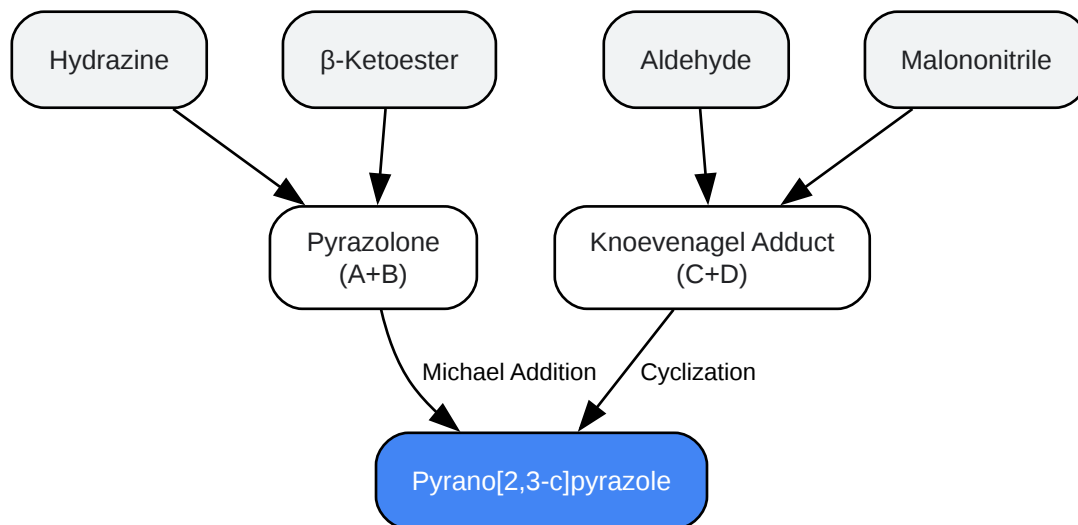 Hydrazine
β-Ketoester
Aldehyde
Malononitrile
Pyrazolone
(A+B)
Knoevenagel Adduct
(C+D)
Michael Addition
Cyclization
Pyrano[2,3-c]pyrazole